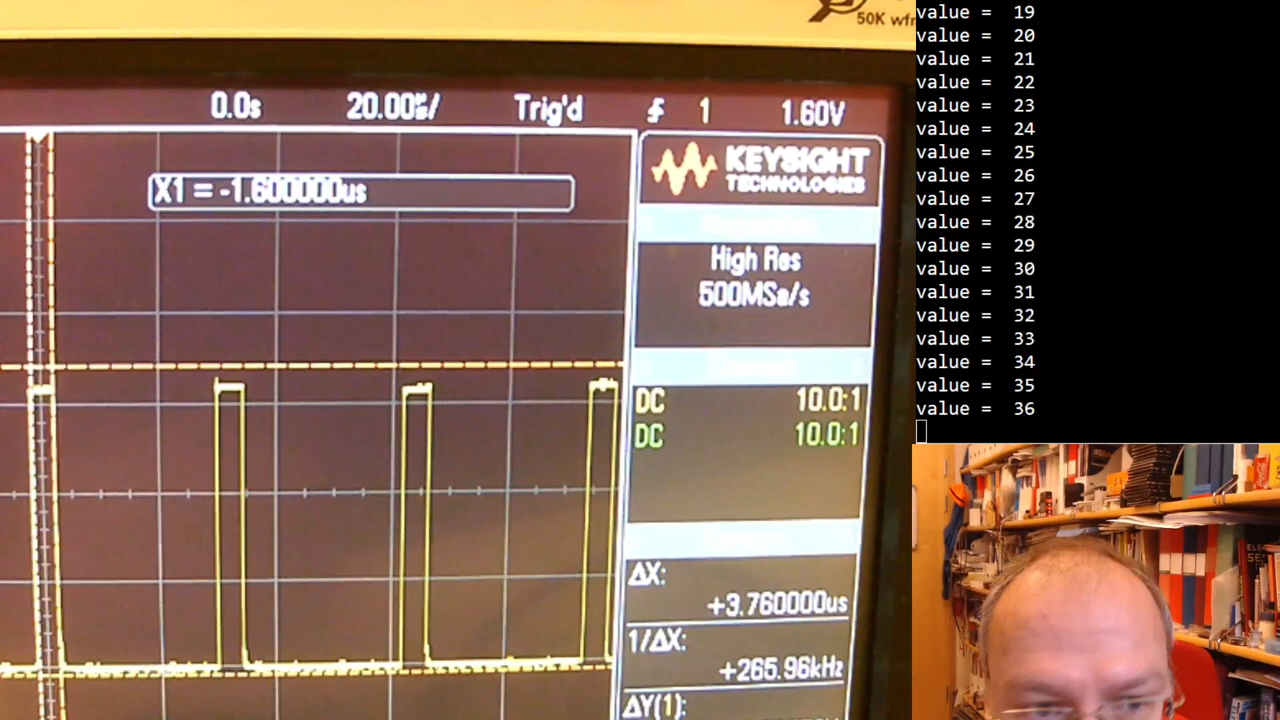 50K wfr
0.0s 20.00us/ Trig'd 1 1.60V
X1 = -1.600000us
KEYSIGHT
TECHNOLOGIES
High Res
500MSa/s
DC 10.0:1
DC 10.0:1
ΔX:
+3.760000us
1/ΔX:
+265.96kHz
ΔY(1):
value = 19
value = 20
value = 21
value = 22
value = 23
value = 24
value = 25
value = 26
value = 27
value = 28
value = 29
value = 30
value = 31
value = 32
value = 33
value = 34
value = 35
value = 36